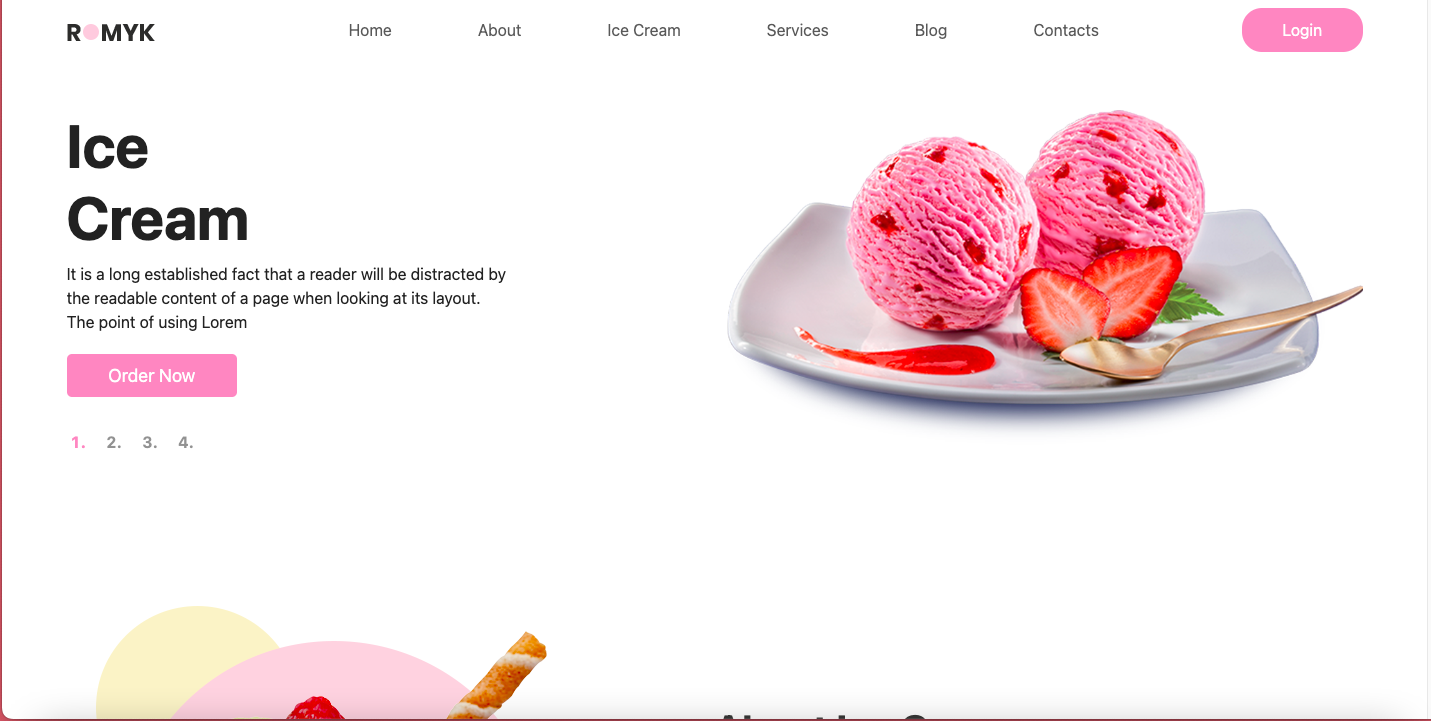 ROMYK
Home
About
Ice Cream
Services
Blog
Contacts
Login
Ice
Cream
It is a long established fact that a reader will be distracted by
the readable content of a page when looking at its layout.
The point of using Lorem
Order Now
1. 2. 3. 4.